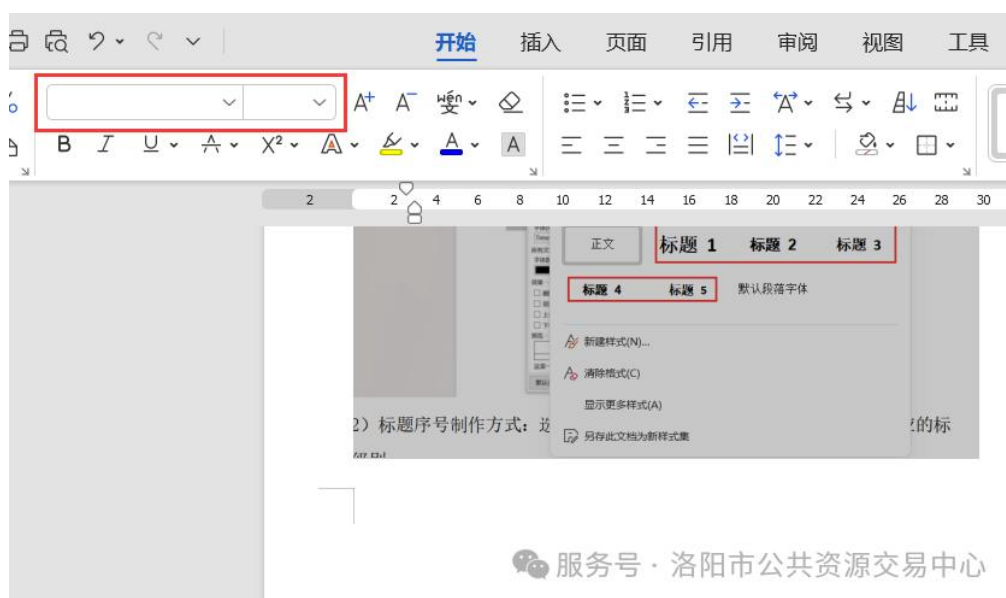 开始 插入 页面 引用 审阅 视图 工具
A+ A- wén 变 A
B I U A X² A A A
2 2 4 6 8 10 12 14 16 18 20 22 24 26 28 30
正文 标题 1 标题 2 标题 3
标题 4 标题 5 默认段落字体
新建样式(N)...
清除格式(C)
显示更多样式(A)
2）标题序号制作方式：选 的标
另存此文档为新样式集
服务号 · 洛阳市公共资源交易中心